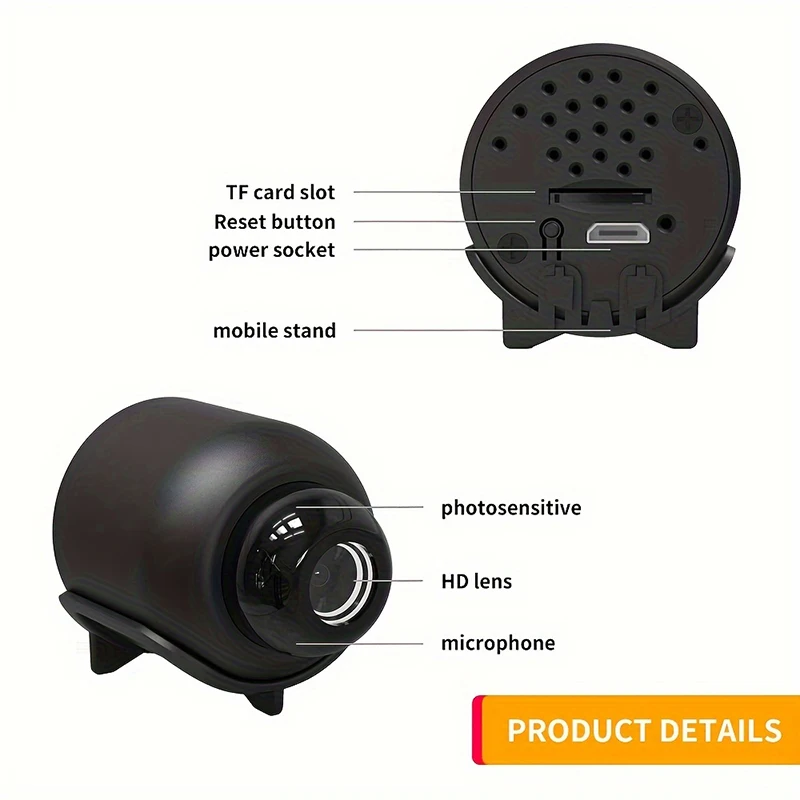 TF card slot
Reset button
power socket
mobile stand
photosensitive
HD lens
microphone
PRODUCT DETAILS